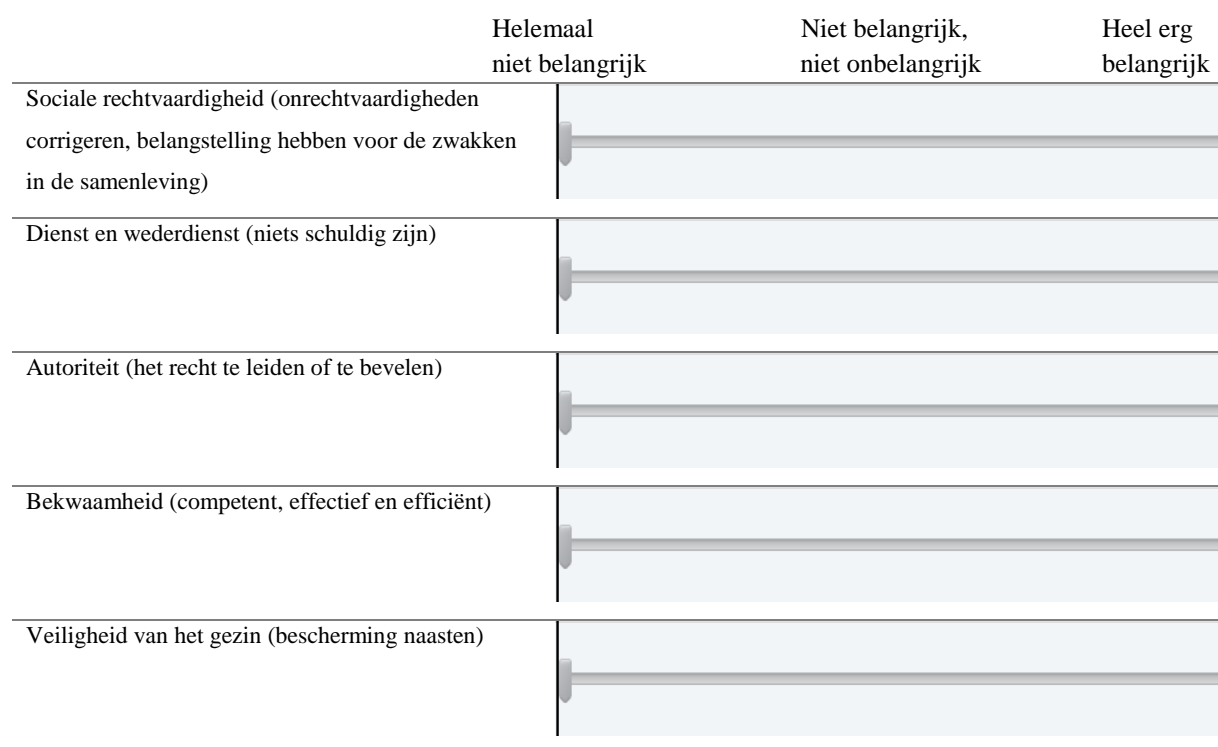 Helemaal
niet belangrijk
Niet belangrijk,
niet onbelangrijk
Heel erg
belangrijk
Sociale rechtvaardigheid (onrechtvaardigheden
corrigeren, belangstelling hebben voor de zwakken
in de samenleving)
Dienst en wederdienst (niets schuldig zijn)
Autoriteit (het recht te leiden of te bevelen)
Bekwaamheid (competent, effectief en efficiënt)
Veiligheid van het gezin (bescherming naasten)